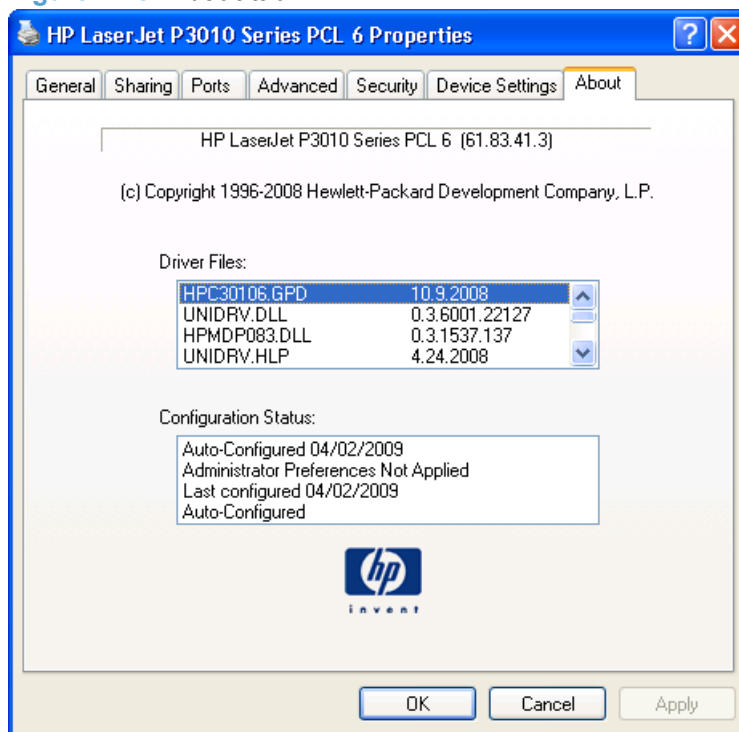 HP LaserJet P3010 Series PCL 6 Properties
General Sharing Ports Advanced Security Device Settings About
HP LaserJet P3010 Series PCL 6 (61.83.41.3)
(c) Copyright 1996-2008 Hewlett-Packard Development Company, L.P.
Driver Files:
HPC30106.GPD 10.9.2008
UNIDRV.DLL 0.3.6001.22127
HPMDP083.DLL 0.3.1537.137
UNIDRV.HLP 4.24.2008
Configuration Status:
Auto-Configured 04/02/2009
Administrator Preferences Not Applied
Last configured 04/02/2009
Auto-Configured
hp
invent
OK Cancel Apply